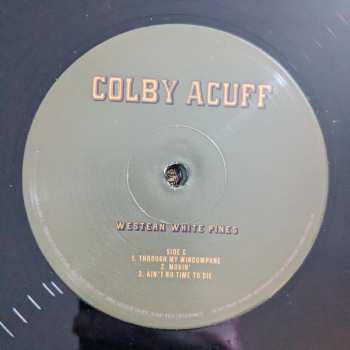 COLBY ACUFF
WESTERN WHITE PINES
SIDE C
1. THROUGH MY WINDOWPANE
2. MOVIN'
3. AIN'T NO TIME TO DIE